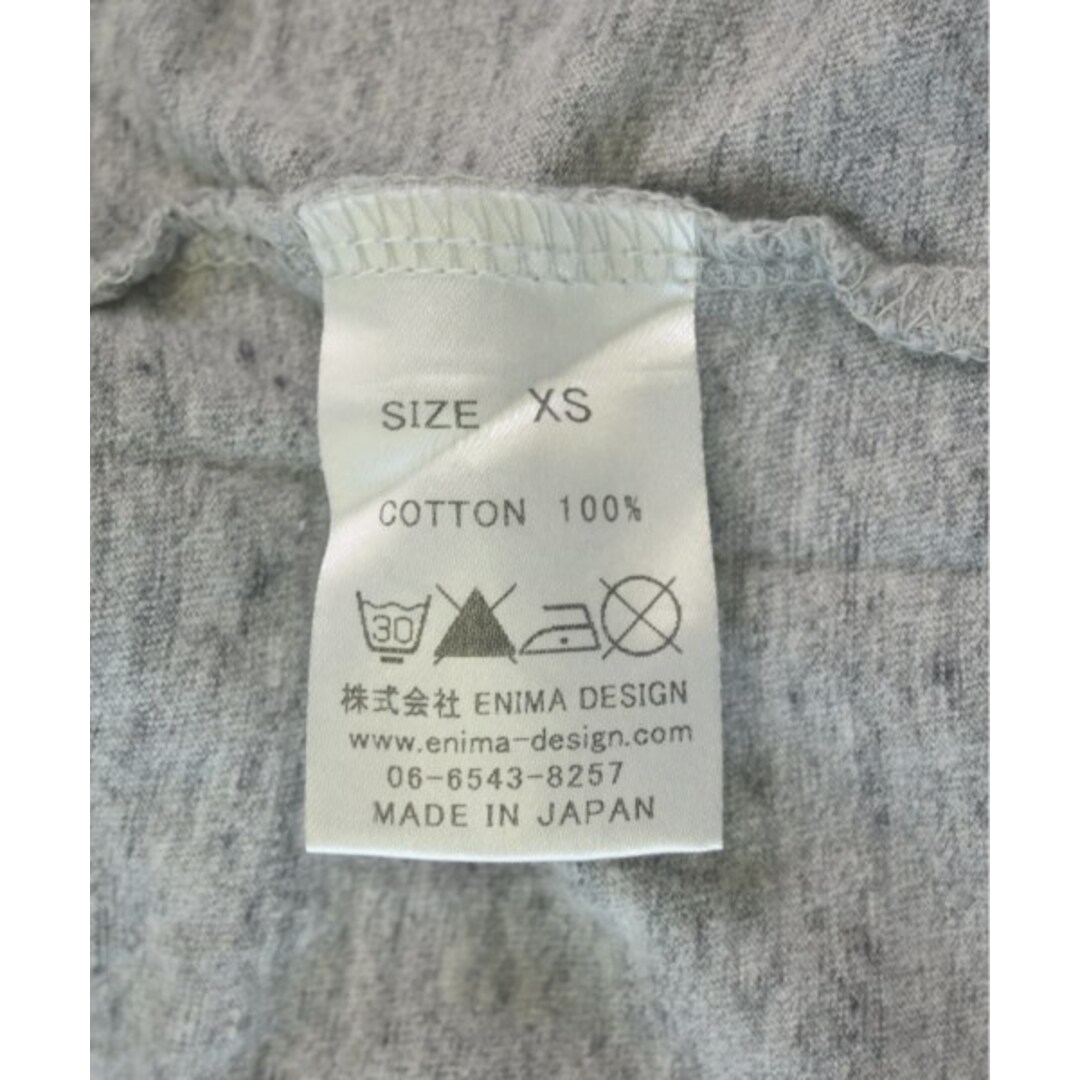 SIZE XS
COTTON 100%
30
株式会社 ENIMA DESIGN
www.enima-design.com
06-6543-8257
MADE IN JAPAN